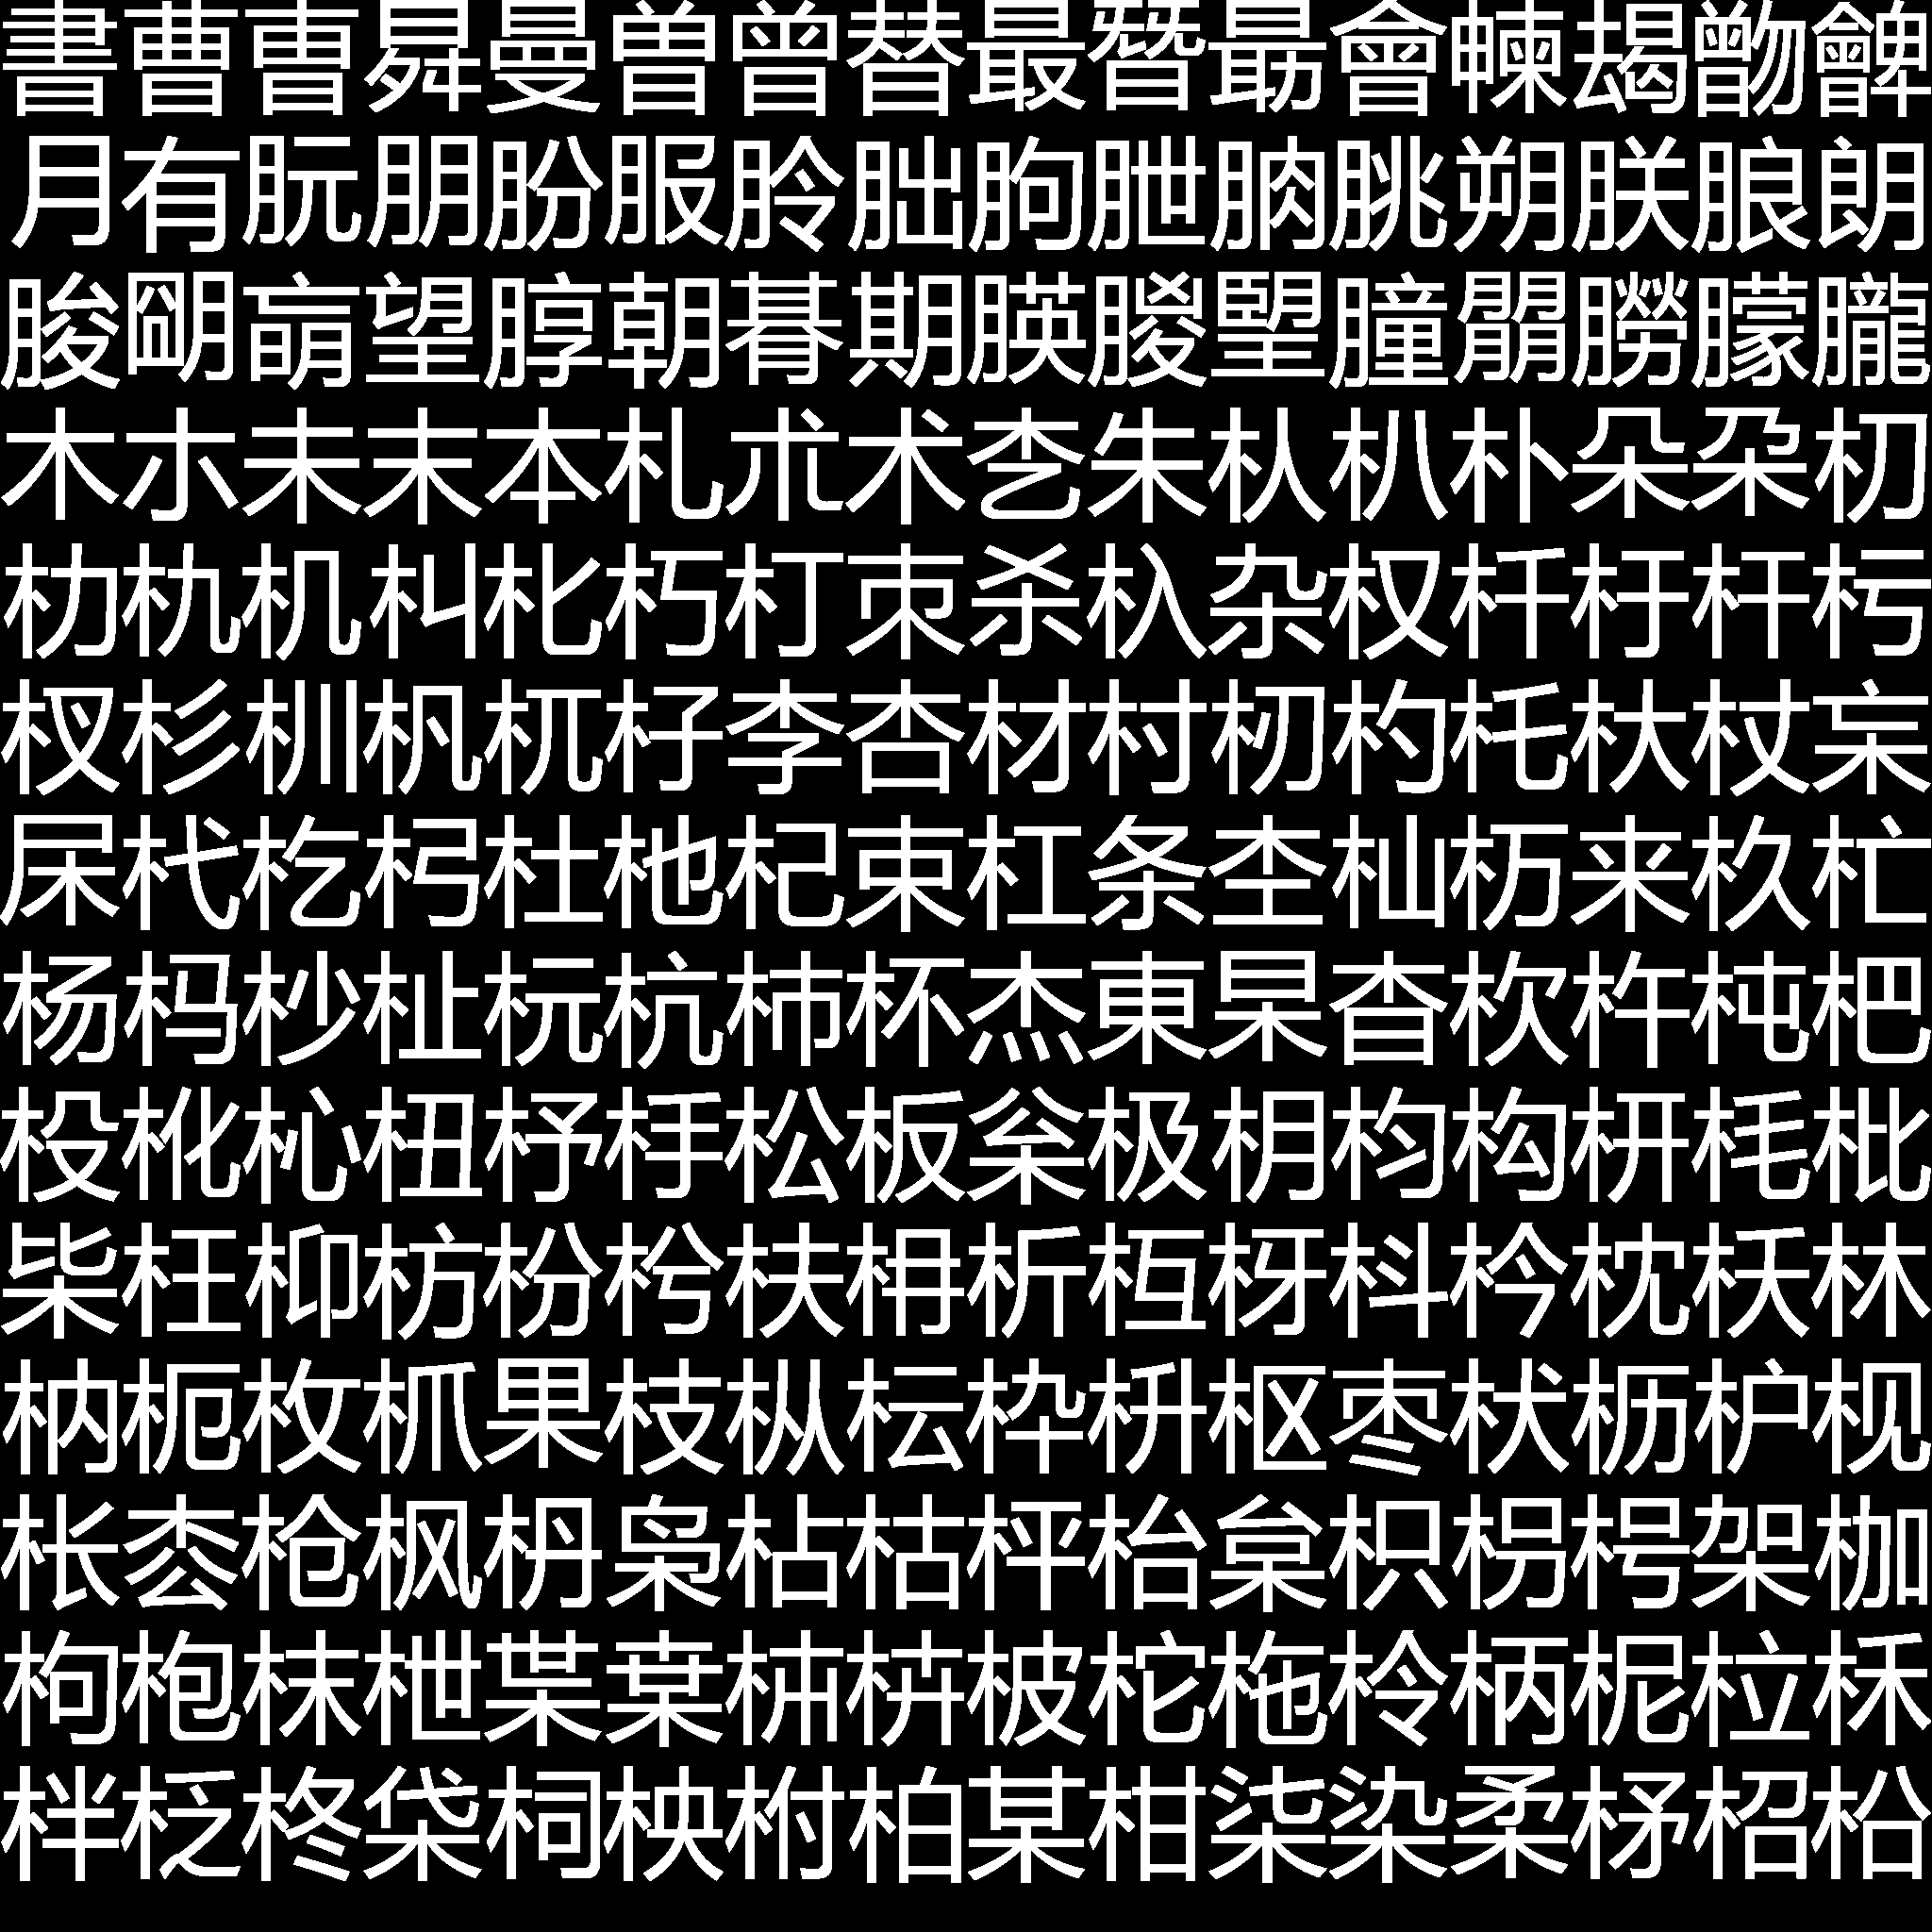 書曹曺曻曼曽曾替最朁朂會朄朅朆朇
月有朊朋朌服朎朏朐朑朒朓朔朕朖朗
朘朙朚望朜朝朞期朠朡朢朣朤朥朦朧
木朩未末本札朮术朰朱朲朳朴朵朶朷
朸朹机朻朼朽朾朿杀杁杂权杄杅杆杇
杈杉杊杋杌杍李杏材村杒杓杔杕杖杗
杘杙杚杛杜杝杞束杠条杢杣杤来杦杧
杨杩杪杫杬杭杮杯杰東杲杳杴杵杶杷
杸杹杺杻杼杽松板枀极枂枃构枅枆枇
枈枉枊枋枌枍枎枏析枑枒枓枔枕枖林
枘枙枚枛果枝枞枟枠枡枢枣枤枥枦枧
枨枩枪枫枬枭枮枯枰枱枲枳枴枵架枷
枸枹枺枻枼枽枾枿柀柁柂柃柄柅柆柇
柈柉柊柋柌柍柎柏某柑柒染柔柕柖柗